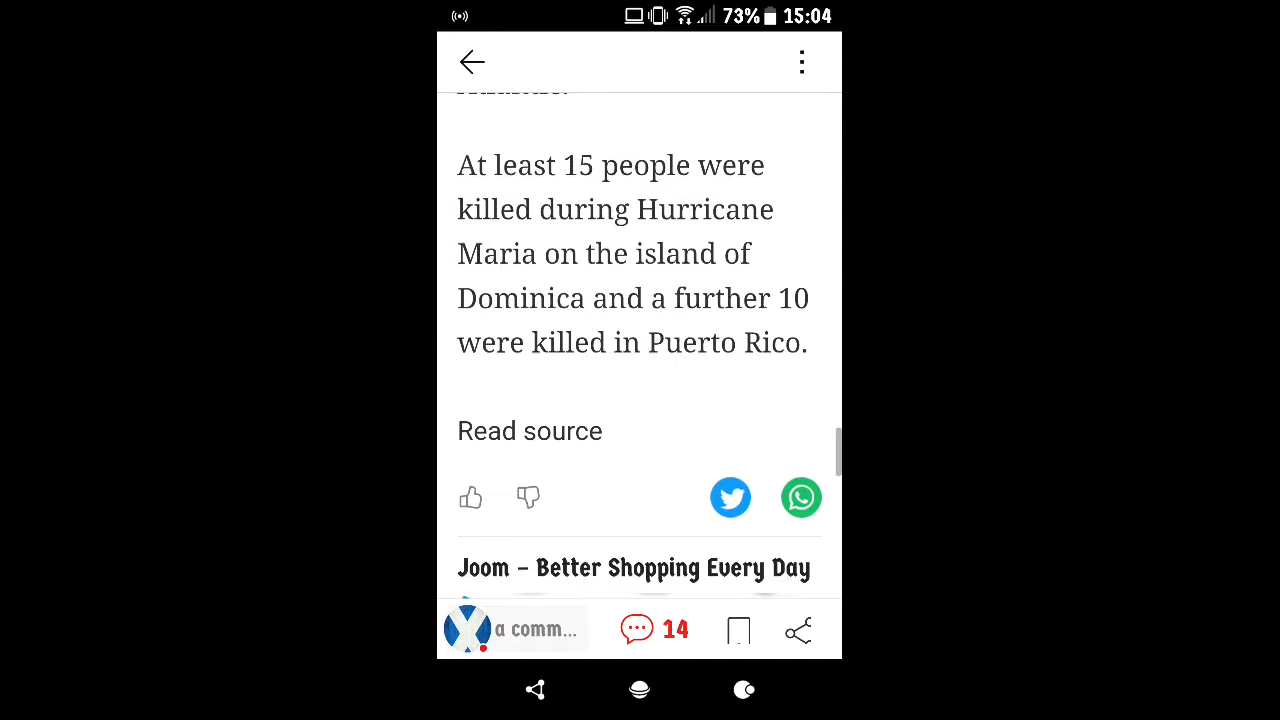 73% 15:04
At least 15 people were
killed during Hurricane
Maria on the island of
Dominica and a further 10
were killed in Puerto Rico.
Read source
Joom – Better Shopping Every Day
a comm... 14